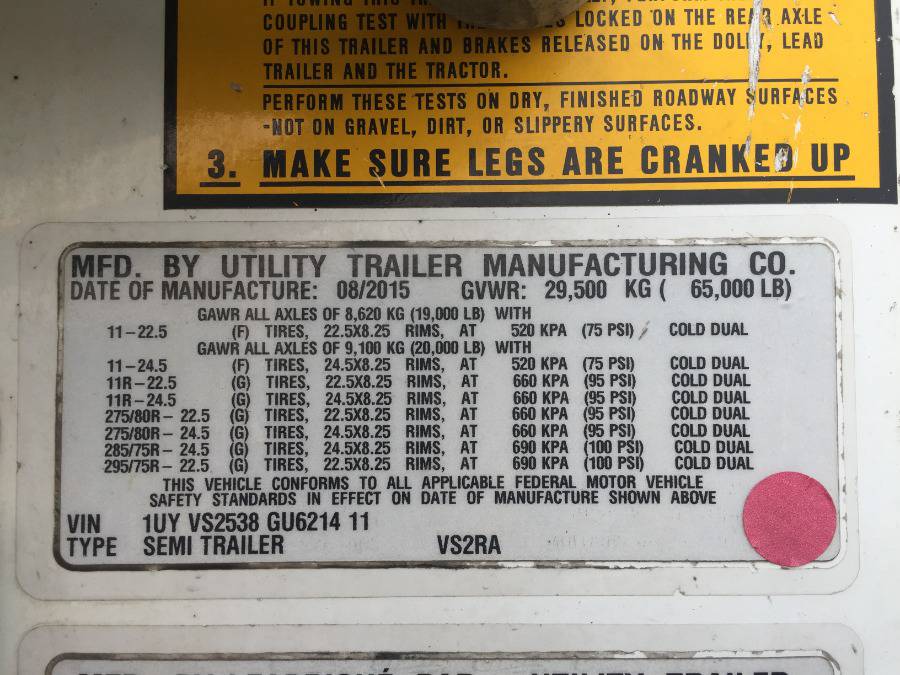 COUPLING TEST WITH LOCKED ON THE REAR AXLE
OF THIS TRAILER AND BRAKES RELEASED ON THE DOLLY, LEAD
TRAILER AND THE TRACTOR.
PERFORM THESE TESTS ON DRY, FINISHED ROADWAY SURFACES
-NOT ON GRAVEL, DIRT, OR SLIPPERY SURFACES.
3. MAKE SURE LEGS ARE CRANKED UP
MFD. BY UTILITY TRAILER MANUFACTURING CO.
DATE OF MANUFACTURE: 08/2015 GVWR: 29,500 KG ( 65,000 LB)
GAWR ALL AXLES OF 8,620 KG (19,000 LB) WITH
11-22.5 (F) TIRES, 22.5X8.25 RIMS, AT 520 KPA (75 PSI) COLD DUAL
GAWR ALL AXLES OF 9,100 KG (20,000 LB) WITH
11-24.5 (F) TIRES, 24.5X8.25 RIMS, AT 520 KPA (75 PSI) COLD DUAL
11R-22.5 (G) TIRES, 22.5X8.25 RIMS, AT 660 KPA (95 PSI) COLD DUAL
11R-24.5 (G) TIRES, 24.5X8.25 RIMS, AT 660 KPA (95 PSI) COLD DUAL
275/80R- 22.5 (G) TIRES, 22.5X8.25 RIMS, AT 660 KPA (95 PSI) COLD DUAL
275/80R- 24.5 (G) TIRES, 24.5X8.25 RIMS, AT 660 KPA (95 PSI) COLD DUAL
285/75R- 24.5 (G) TIRES, 24.5X8.25 RIMS, AT 690 KPA (100 PSI) COLD DUAL
295/75R- 22.5 (G) TIRES, 22.5X8.25 RIMS, AT 690 KPA (100 PSI) COLD DUAL
THIS VEHICLE CONFORMS TO ALL APPLICABLE FEDERAL MOTOR VEHICLE
SAFETY STANDARDS IN EFFECT ON DATE OF MANUFACTURE SHOWN ABOVE
VIN 1UY VS2538 GU6214 11
TYPE SEMI TRAILER VS2RA